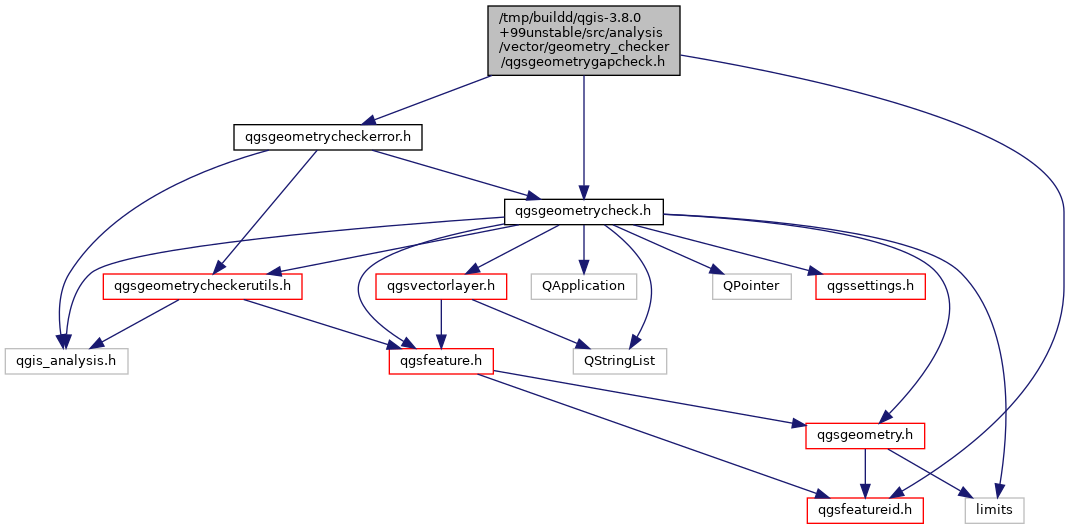 /tmp/buildd/qgis-3.8.0
+99unstable/src/analysis
/vector/geometry_checker
/qgsgeometrygapcheck.h
qgsgeometrycheckerror.h
qgsgeometrycheck.h
qgsgeometrycheckerutils.h
qgsvectorlayer.h
QApplication
QPointer
qgssettings.h
qgis_analysis.h
qgsfeature.h
QStringList
qgsgeometry.h
qgsfeatureid.h
limits